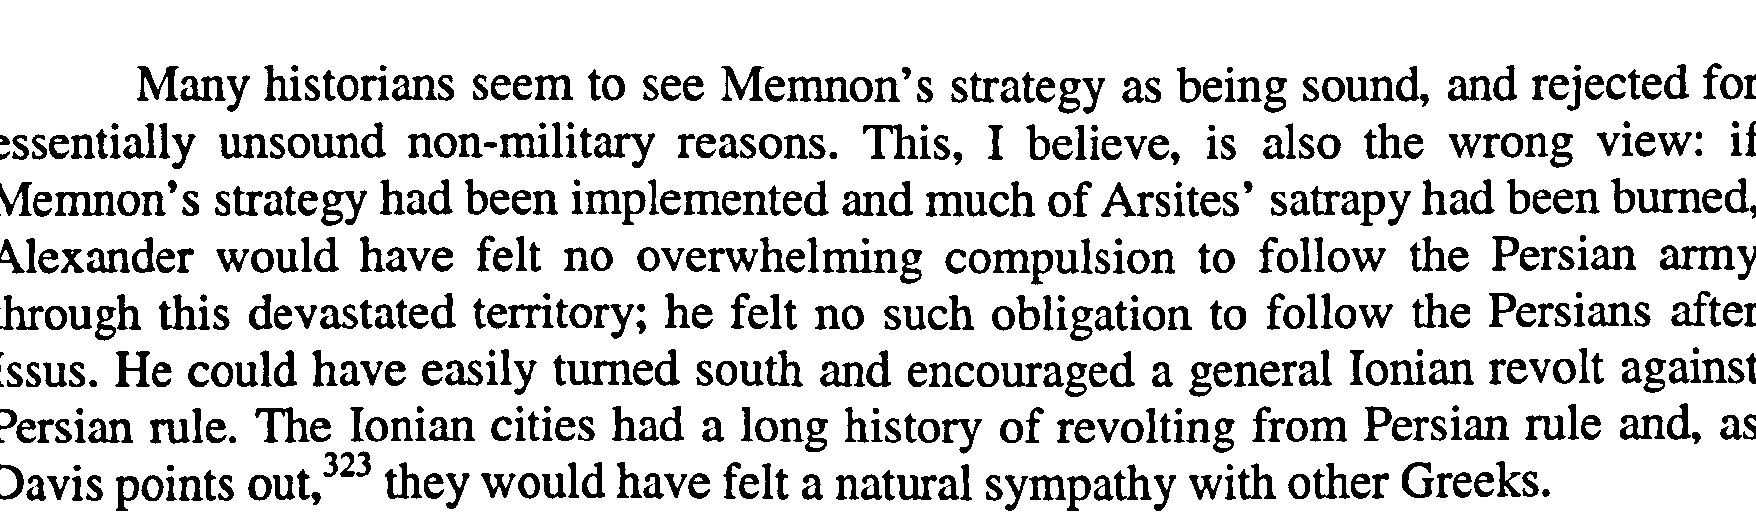 Many historians seem to see Memnon's strategy as being sound, and rejected for
essentially unsound non-military reasons. This, I believe, is also the wrong view: if
Memnon's strategy had been implemented and much of Arsites' satrapy had been burned,
Alexander would have felt no overwhelming compulsion to follow the Persian army
through this devastated territory; he felt no such obligation to follow the Persians after
Issus. He could have easily turned south and encouraged a general Ionian revolt against
Persian rule. The Ionian cities had a long history of revolting from Persian rule and, as
Davis points out,323 they would have felt a natural sympathy with other Greeks.